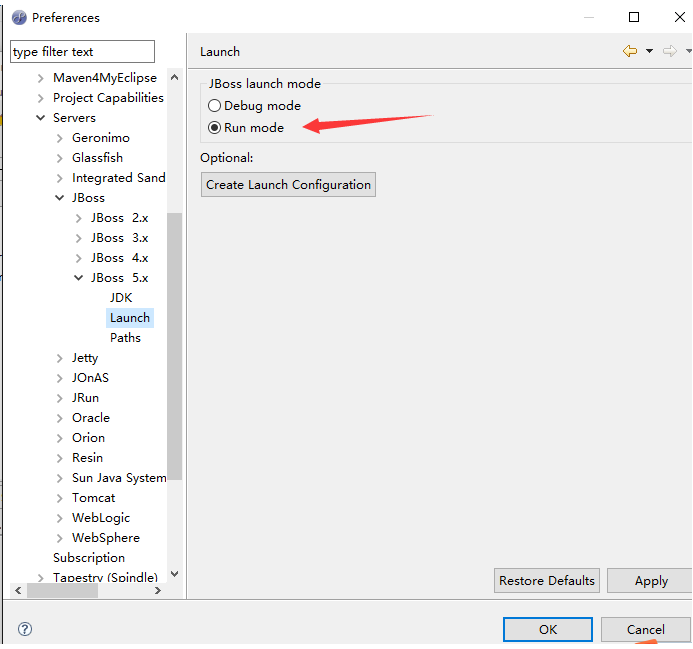 Preferences
type filter text
Maven4MyEclipse
Project Capabilities
Servers
Geronimo
Glassfish
Integrated Sand
JBoss
JBoss 2.x
JBoss 3.x
JBoss 4.x
JBoss 5.x
JDK
Launch
Paths
Jetty
JOnAS
JRun
Oracle
Orion
Resin
Sun Java System
Tomcat
WebLogic
WebSphere
Subscription
Tapestry (Spindle)
Launch
JBoss launch mode
Debug mode
Run mode
Optional:
Create Launch Configuration
Restore Defaults
Apply
?
OK
Cancel